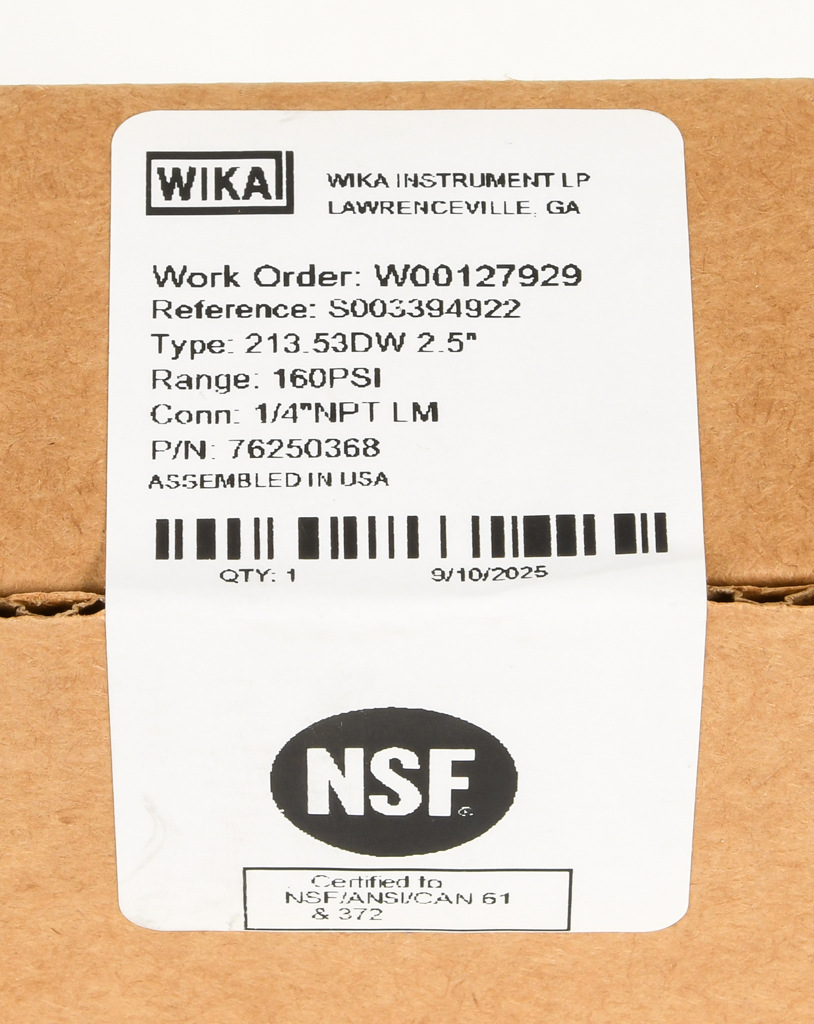 WIKA
WIKA INSTRUMENT LP
LAWRENCEVILLE, GA
Work Order: W00127929
Reference: S003394922
Type: 213.53DW 2.5"
Range: 160PSI
Conn: 1/4"NPT LM
P/N: 76250368
ASSEMBLED IN USA
QTY: 1 9/10/2025
NSF®
Certified to
NSF/ANSI/CAN 61
& 372